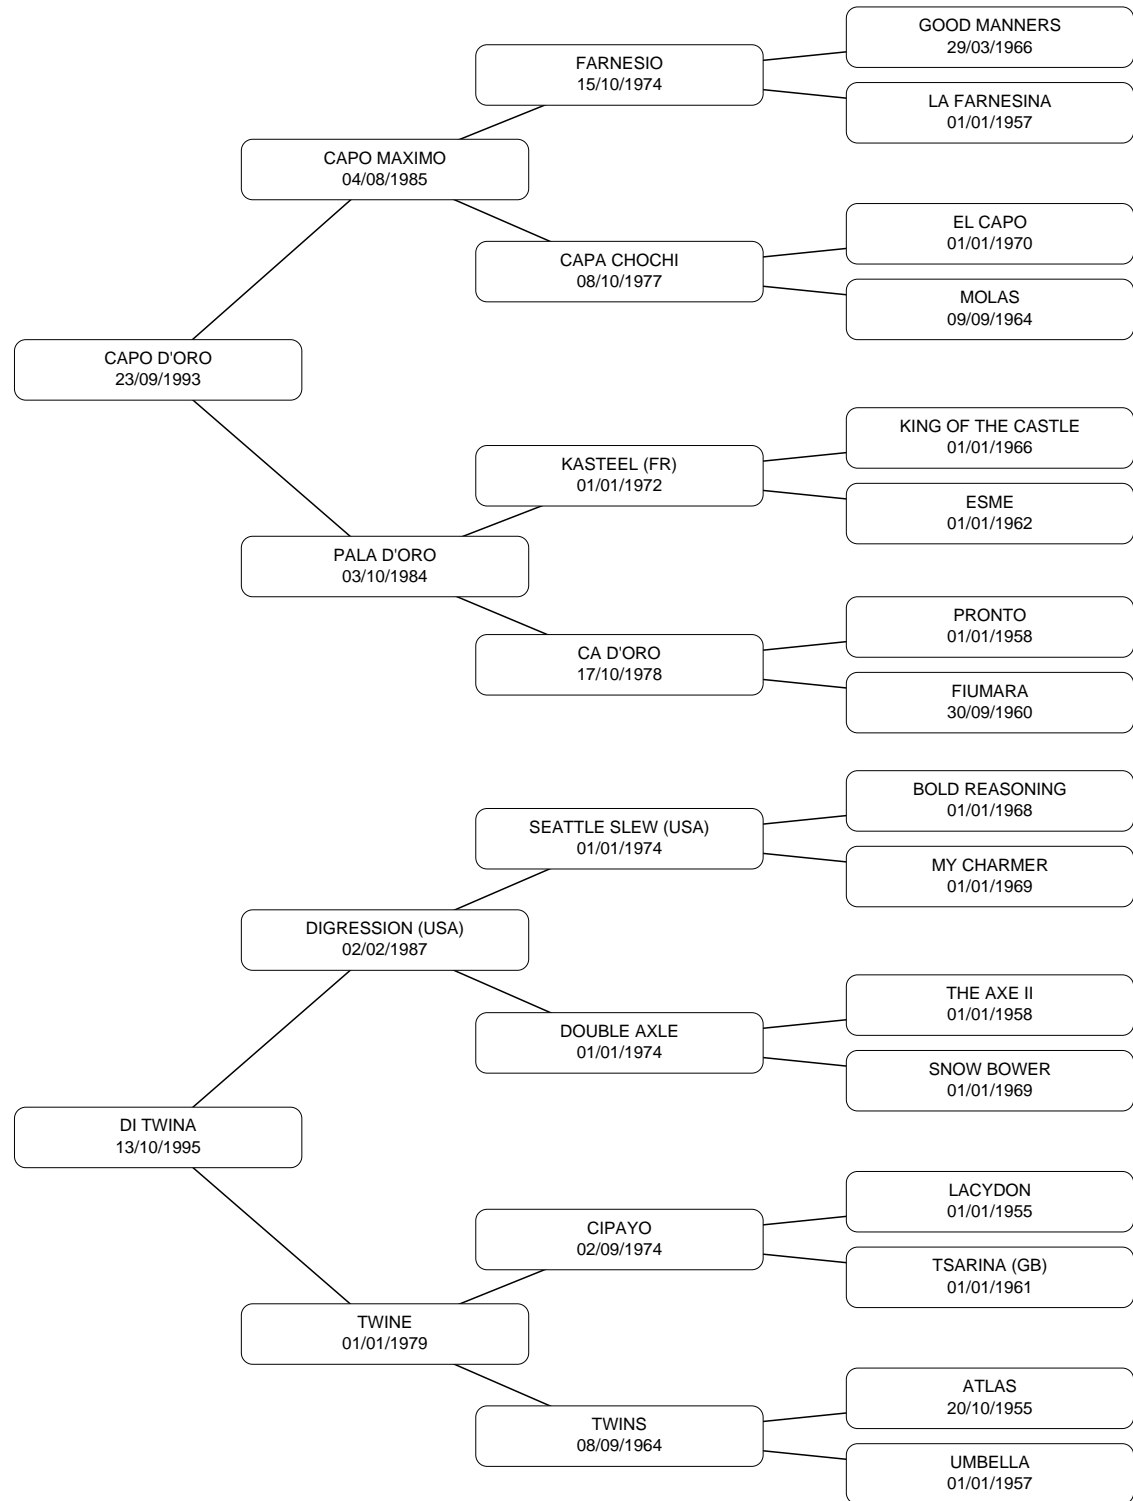 GOOD MANNERS
29/03/1966
FARNESIO
15/10/1974
LA FARNESINA
01/01/1957
CAPO MAXIMO
04/08/1985
EL CAPO
01/01/1970
CAPA CHOCHI
08/10/1977
MOLAS
09/09/1964
CAPO D'ORO
23/09/1993
KING OF THE CASTLE
01/01/1966
KASTEEL (FR)
01/01/1972
ESME
01/01/1962
PALA D'ORO
03/10/1984
PRONTO
01/01/1958
CA D'ORO
17/10/1978
FIUMARA
30/09/1960
BOLD REASONING
01/01/1968
SEATTLE SLEW (USA)
01/01/1974
MY CHARMER
01/01/1969
DIGRESSION (USA)
02/02/1987
THE AXE II
01/01/1958
DOUBLE AXLE
01/01/1974
SNOW BOWER
01/01/1969
DI TWINA
13/10/1995
LACYDON
01/01/1955
CIPAYO
02/09/1974
TSARINA (GB)
01/01/1961
TWINE
01/01/1979
ATLAS
20/10/1955
TWINS
08/09/1964
UMBELLA
01/01/1957